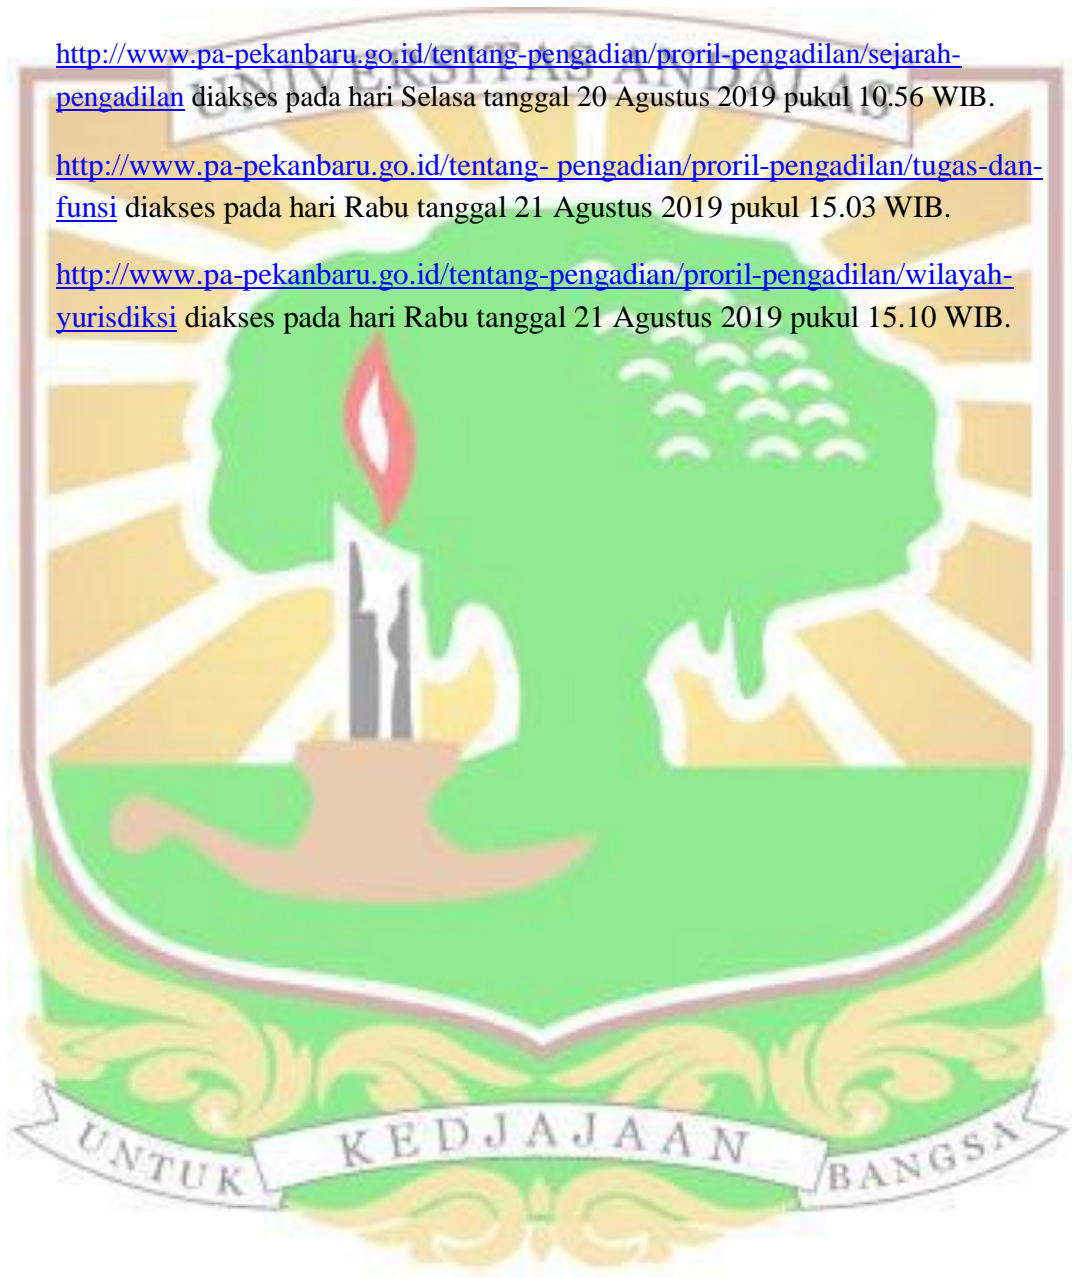 http://www.pa-pekanbaru.go.id/tentang-pengadian/proril-pengadilan/sejarah-
pengadilan diakses pada hari Selasa tanggal 20 Agustus 2019 pukul 10.56 WIB.
http://www.pa-pekanbaru.go.id/tentang- pengadian/proril-pengadilan/tugas-dan-
funsi diakses pada hari Rabu tanggal 21 Agustus 2019 pukul 15.03 WIB.
http://www.pa-pekanbaru.go.id/tentang-pengadian/proril-pengadilan/wilayah-
yurisdiksi diakses pada hari Rabu tanggal 21 Agustus 2019 pukul 15.10 WIB.
UNIVERSITAS ANDALAS
UNTUK KEDJAJAAN BANGSA